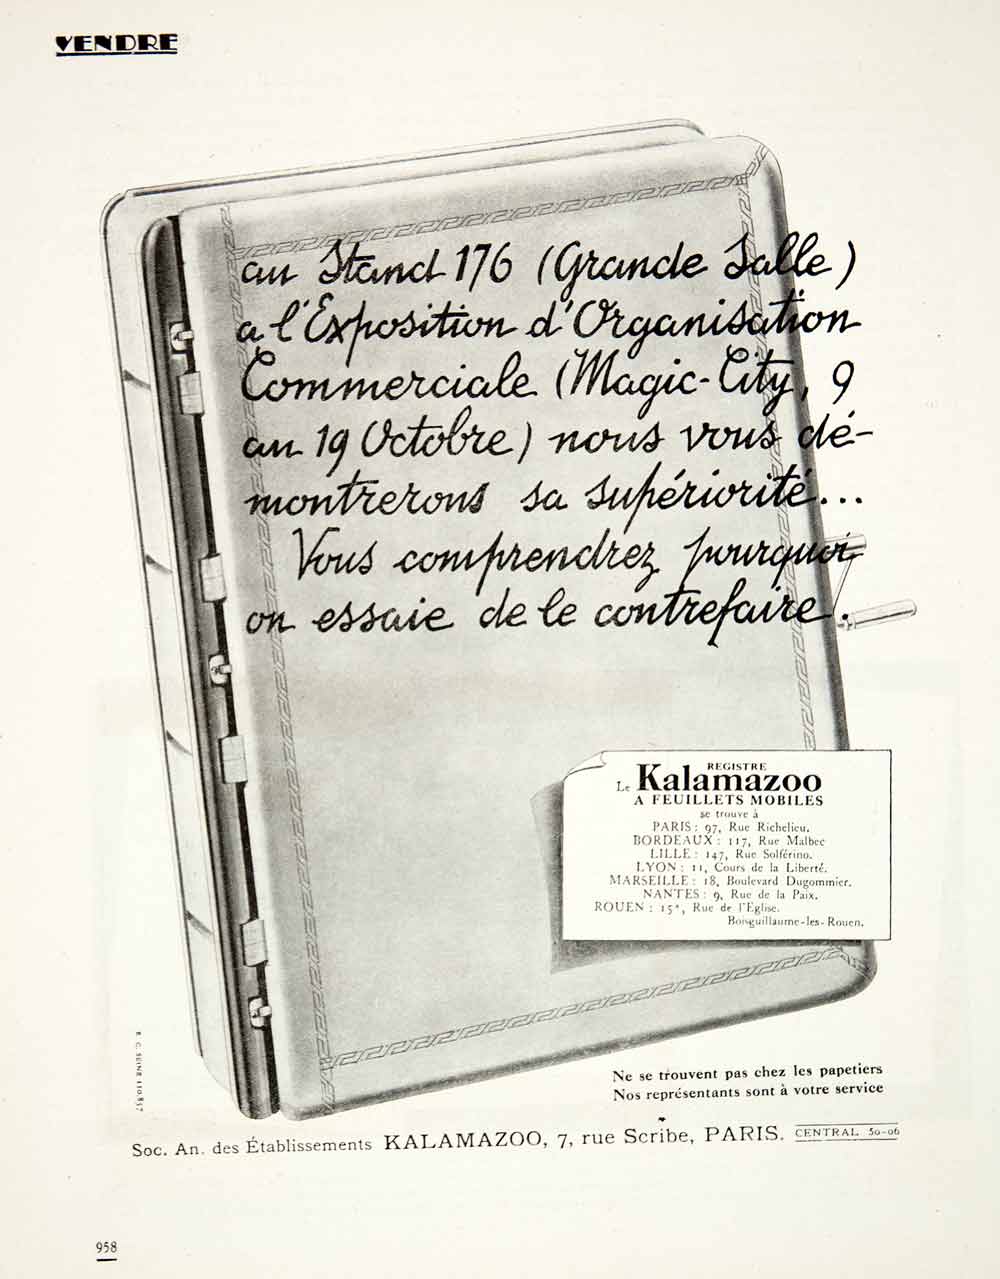 VENDRE
au Stand 176 (Grande Salle)
a l'Exposition d'Organisation
Commerciale (Magic-City, 9
au 19 Octobre) nous vous dé-
montrerons sa supériorité...
Vous comprendrez pourquoi
on essaie de le contrefaire.
REGISTRE
Le Kalamazoo
A FEUILLETS MOBILES
se trouve à
PARIS : 97, Rue Richelieu.
BORDEAUX : 117, Rue Malbec
LILLE : 147, Rue Solférino.
LYON : 11, Cours de la Liberté.
MARSEILLE : 18, Boulevard Dugommier.
NANTES : 9, Rue de la Paix.
ROUEN : 15*, Rue de l'Eglise.
Boisguillaume-les-Rouen.
R. C. SEINE 110.857
Ne se trouvent pas chez les papetiers
Nos représentants sont à votre service
Soc. An. des Établissements KALAMAZOO, 7, rue Scribe, PARIS. CENTRAL 50-06
958